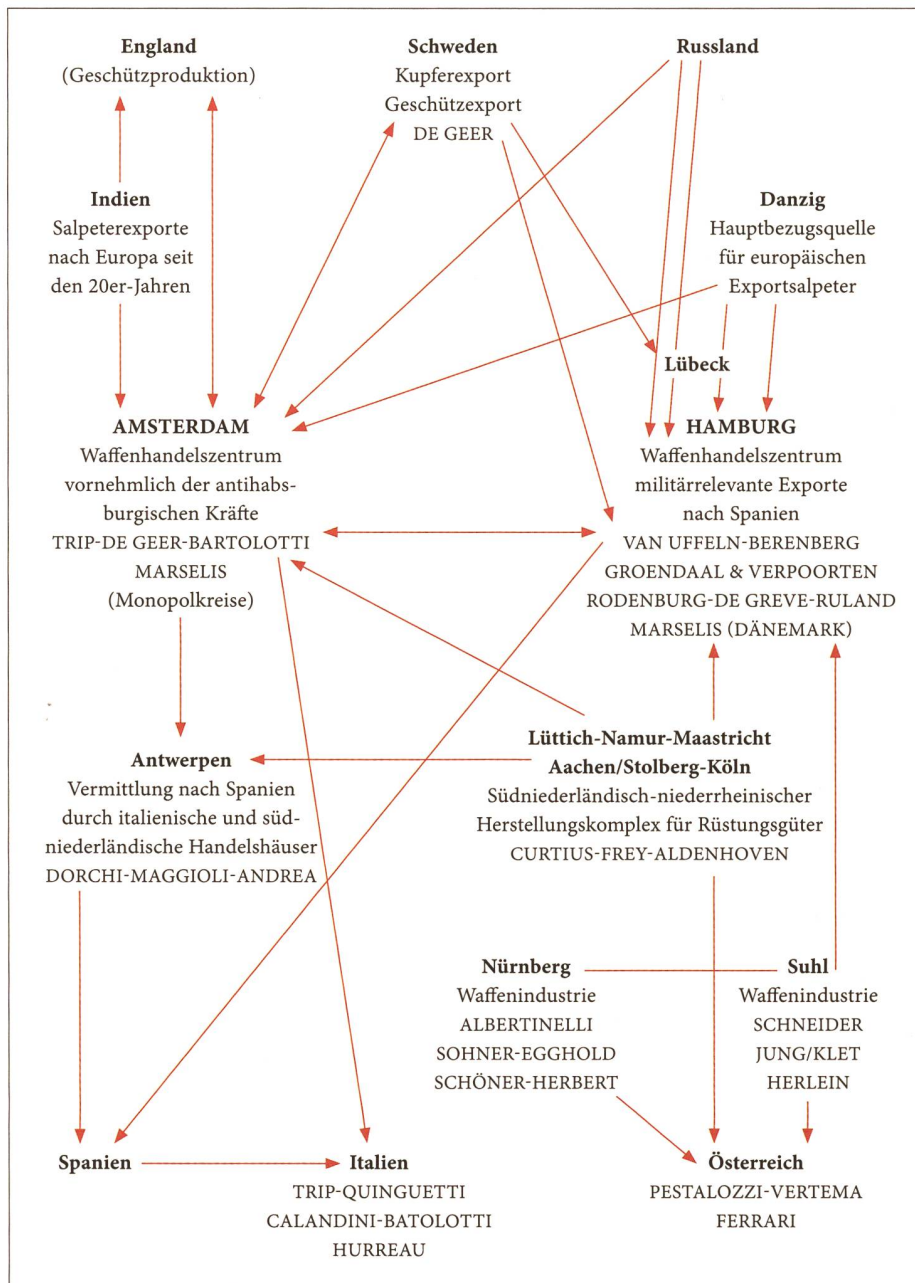 England
(Geschützproduktion)
Schweden
Kupferexport
Geschützexport
DE GEER
Russland
Indien
Salpeterexporte
nach Europa seit
den 20er-Jahren
Danzig
Hauptbezugsquelle
für europäischen
Exportsalpeter
Lübeck
AMSTERDAM
Waffenhandelszentrum
vornehmlich der antihabs-
burgischen Kräfte
TRIP-DE GEER-BARTOLOTTI
MARSELIS
(Monopolkreise)
HAMBURG
Waffenhandelszentrum
militärrelevante Exporte
nach Spanien
VAN UFFELN-BERENBERG
GROENDAAL & VERPOORTEN
RODENBURG-DE GREVE-RULAND
MARSELIS (DÄNEMARK)
Antwerpen
Vermittlung nach Spanien
durch italienische und süd-
niederländische Handelshäuser
DORCHI-MAGGIOLI-ANDREA
Lüttich-Namur-Maastricht
Aachen/Stolberg-Köln
Südniederländisch-niederrheinischer
Herstellungskomplex für Rüstungsgüter
CURTIUS-FREY-ALDENHOVEN
Nürnberg
Waffenindustrie
ALBERTINELLI
SOHNER-EGGHOLD
SCHÖNER-HERBERT
Suhl
Waffenindustrie
SCHNEIDER
JUNG/KLET
HERLEIN
Spanien
Italien
TRIP-QUINGUETTI
CALANDINI-BATOLOTTI
HURREAU
Österreich
PESTALOZZI-VERTEMA
FERRARI